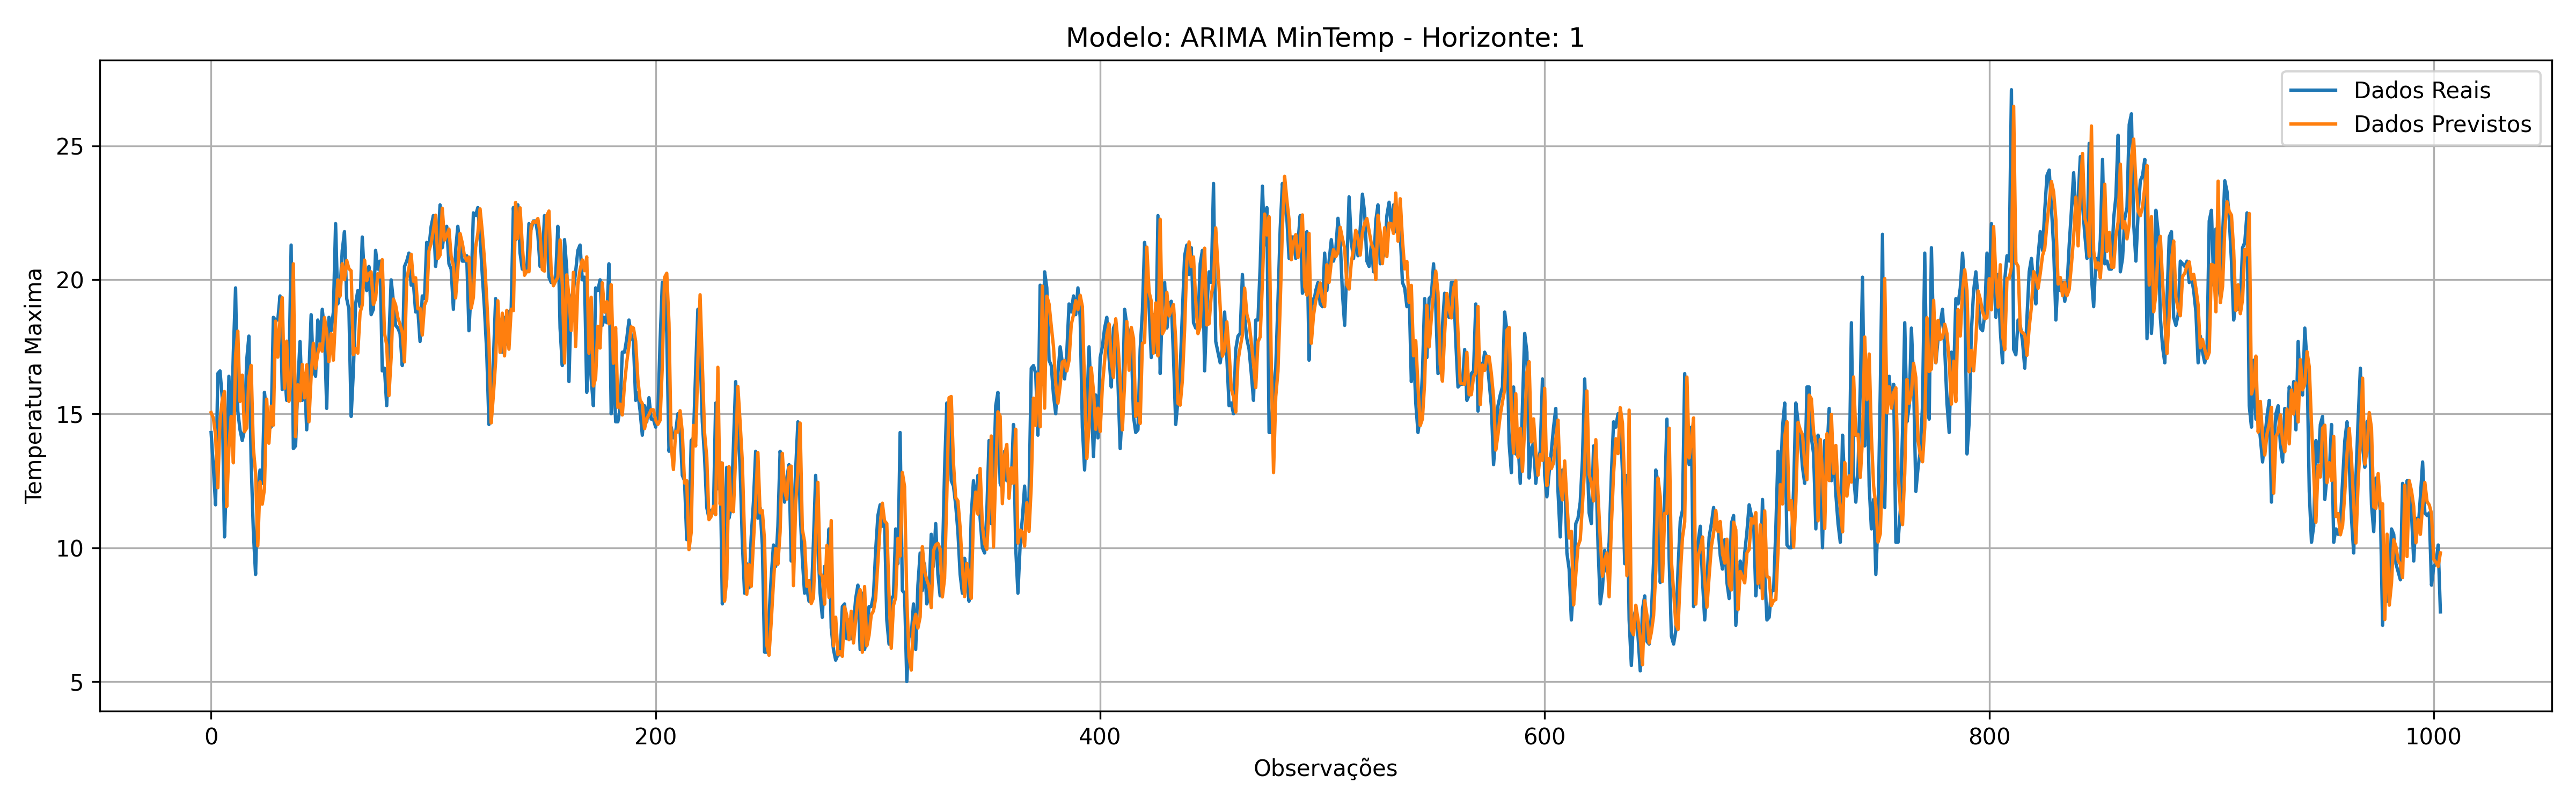 Modelo: ARIMA MinTemp - Horizonte: 1
Dados Reais
Dados Previstos
Temperatura Maxima
25
20
15
10
5
0
200
400
600
800
1000
Observações